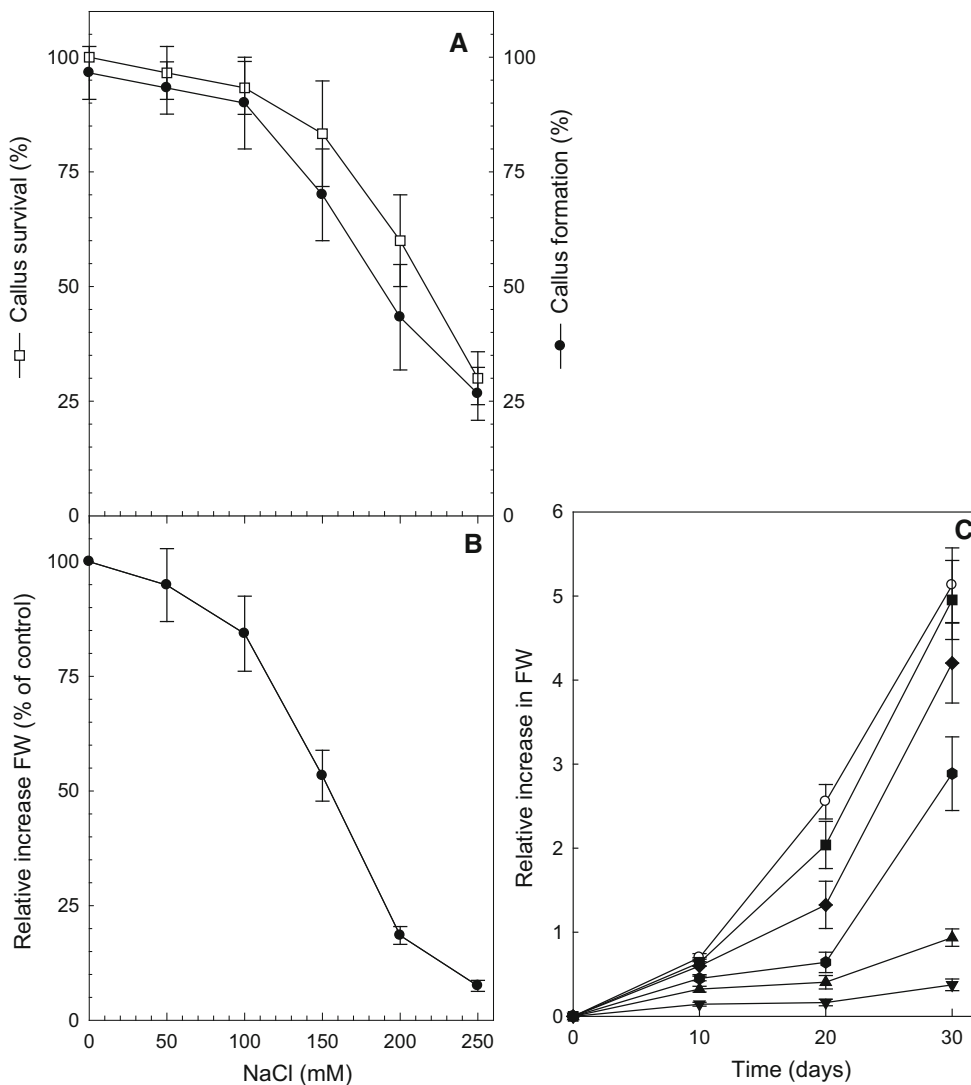 A
100
75
50
25
0
Callus survival (%)
100
75
50
25
0
Callus formation (%)
B
100
75
50
25
0
Relative increase FW (% of control)
0 50 100 150 200 250
NaCl (mM)
C
6
5
4
3
2
1
0
Relative increase in FW
0 10 20 30
Time (days)